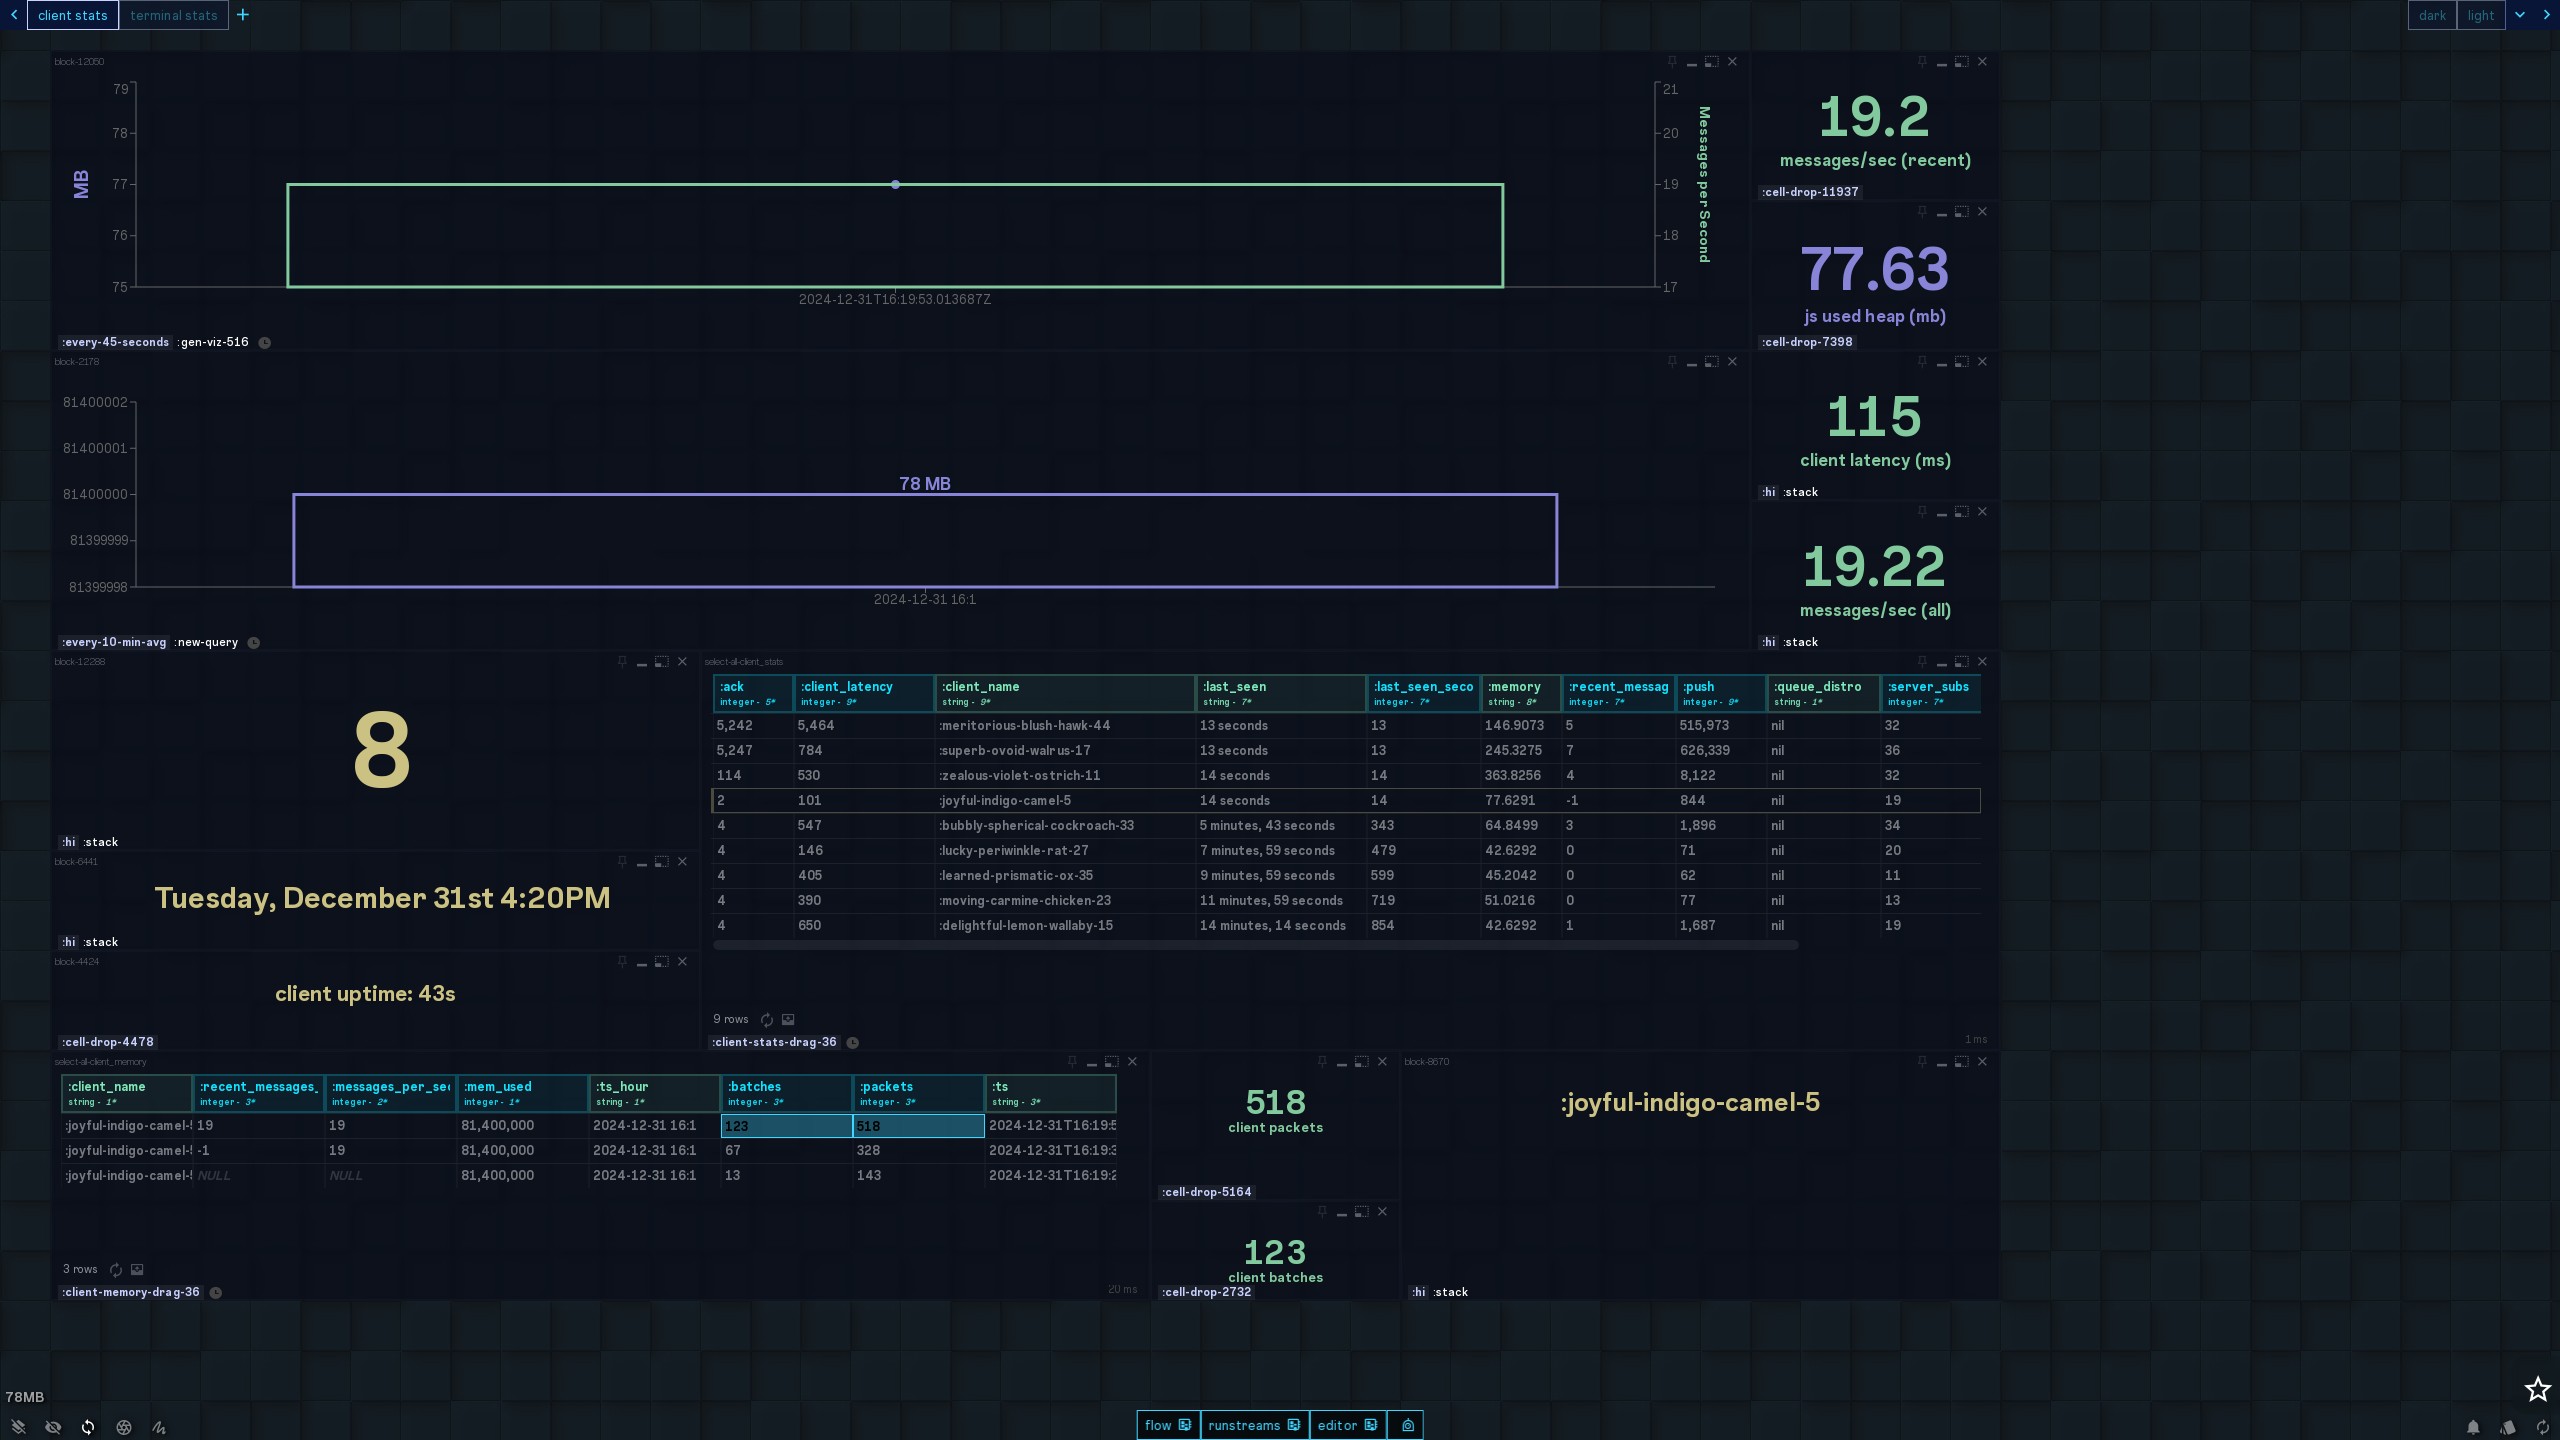 client stats
terminal stats
dark
light
block-12050
79
78
77
76
75
MB
21
20
19
18
17
Messages per Second
2024-12-31T16:19:53.013687Z
:every-45-seconds :gen-viz-516
19.2
messages/sec (recent)
:cell-drop-11937
77.63
js used heap (mb)
:cell-drop-7398
block-2178
81400002
81400001
81400000
81399999
81399998
78 MB
2024-12-31 16:1
:every-10-min-avg :new-query
115
client latency (ms)
:hi :stack
19.22
messages/sec (all)
:hi :stack
block-12288
8
:hi :stack
block-6441
Tuesday, December 31st 4:20PM
:hi :stack
block-4424
client uptime: 43s
:cell-drop-4478
select-all-client_stats
:ack :client_latency :client_name :last_seen :last_seen_seco :memory :recent_messag :push :queue_distro :server_subs
integer - 5* integer - 9* string - 9* string - 7* integer - 7* string - 8* integer - 7* integer - 9* string - 1* integer - 7*
5,242 5,464 :meritorious-blush-hawk-44 13 seconds 13 146.9073 5 515,973 nil 32
5,247 784 :superb-ovoid-walrus-17 13 seconds 13 245.3275 7 626,339 nil 36
114 530 :zealous-violet-ostrich-11 14 seconds 14 363.8256 4 8,122 nil 32
2 101 :joyful-indigo-camel-5 14 seconds 14 77.6291 -1 844 nil 19
4 547 :bubbly-spherical-cockroach-33 5 minutes, 43 seconds 343 64.8499 3 1,896 nil 34
4 146 :lucky-periwinkle-rat-27 7 minutes, 59 seconds 479 42.6292 0 71 nil 20
4 405 :learned-prismatic-ox-35 9 minutes, 59 seconds 599 45.2042 0 62 nil 11
4 390 :moving-carmine-chicken-23 11 minutes, 59 seconds 719 51.0216 0 77 nil 13
4 650 :delightful-lemon-wallaby-15 14 minutes, 14 seconds 854 42.6292 1 1,687 nil 19
9 rows
:client-stats-drag-36
1 ms
select-all-client_memory
:client_name :recent_messages_ :messages_per_sec :mem_used :ts_hour :batches :packets :ts
string - 1* integer - 3* integer - 2* integer - 1* string - 1* integer - 3* integer - 3* string - 3*
:joyful-indigo-camel-5 19 19 81,400,000 2024-12-31 16:1 123 518 2024-12-31T16:19:5
:joyful-indigo-camel-5 -1 19 81,400,000 2024-12-31 16:1 67 328 2024-12-31T16:19:3
:joyful-indigo-camel-5 NULL NULL 81,400,000 2024-12-31 16:1 13 143 2024-12-31T16:19:2
3 rows
:client-memory-drag-36
20 ms
518
client packets
:cell-drop-5164
123
client batches
:cell-drop-2732
block-8670
:joyful-indigo-camel-5
:hi :stack
78MB
flow
runstreams
editor